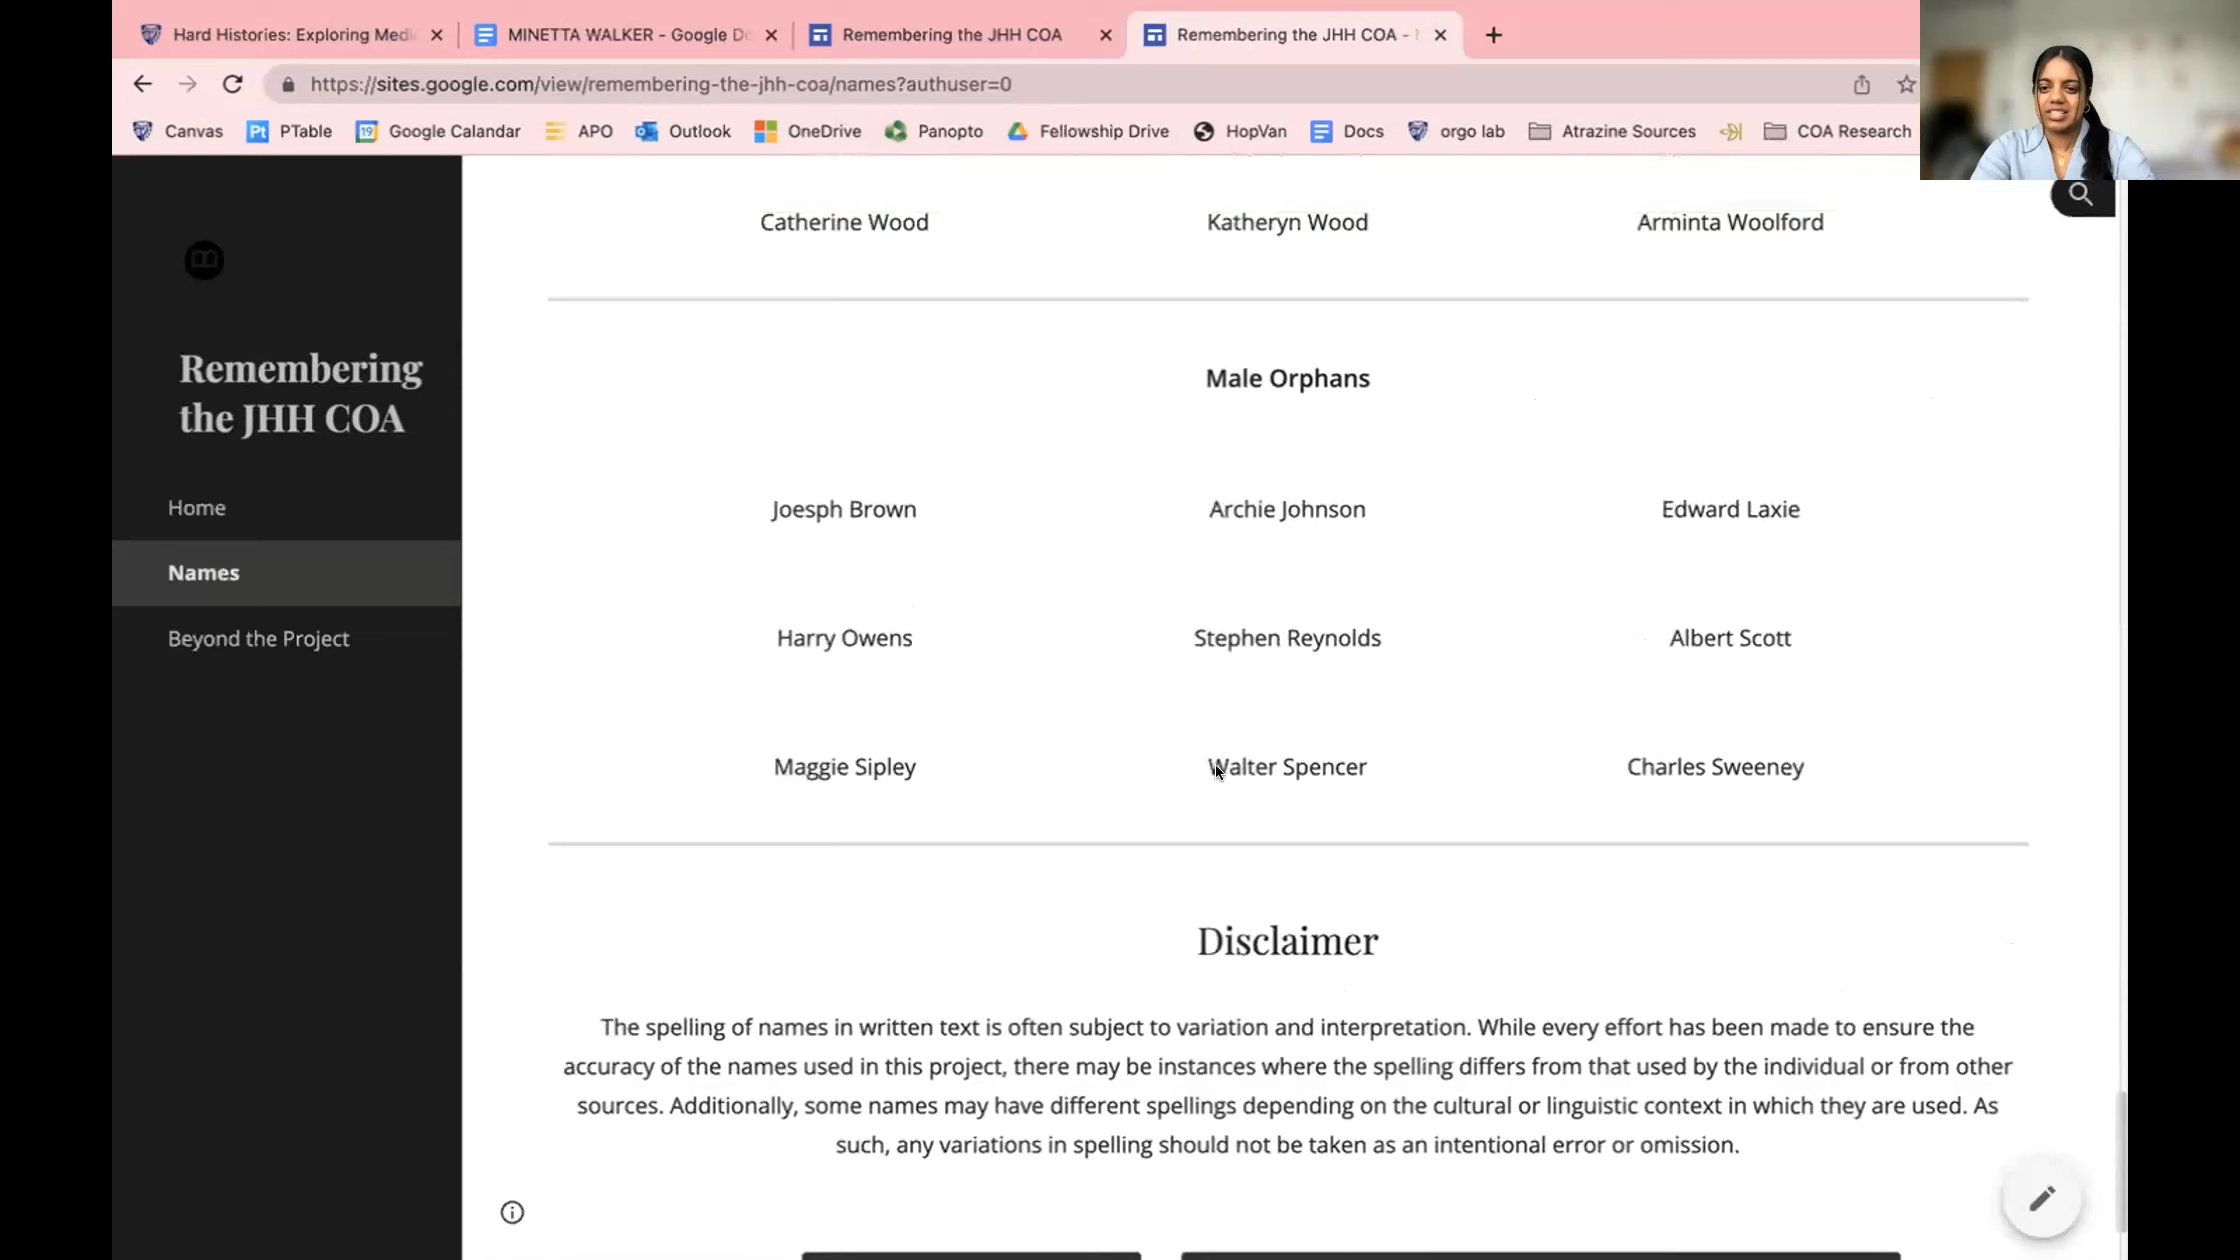 Hard Histories: Exploring Medi
MINETTA WALKER - Google Do
Remembering the JHH COA
Remembering the JHH COA -
https://sites.google.com/view/remembering-the-jhh-coa/names?authuser=0
Canvas
Pt PTable
19 Google Calandar
APO
Outlook
OneDrive
Panopto
Fellowship Drive
HopVan
Docs
orgo lab
Atrazine Sources
COA Research
Remembering
the JHH COA
Home
Names
Beyond the Project
Catherine Wood
Katheryn Wood
Arminta Woolford
Male Orphans
Joesph Brown
Archie Johnson
Edward Laxie
Harry Owens
Stephen Reynolds
Albert Scott
Maggie Sipley
Walter Spencer
Charles Sweeney
Disclaimer
The spelling of names in written text is often subject to variation and interpretation. While every effort has been made to ensure the
accuracy of the names used in this project, there may be instances where the spelling differs from that used by the individual or from other
sources. Additionally, some names may have different spellings depending on the cultural or linguistic context in which they are used. As
such, any variations in spelling should not be taken as an intentional error or omission.